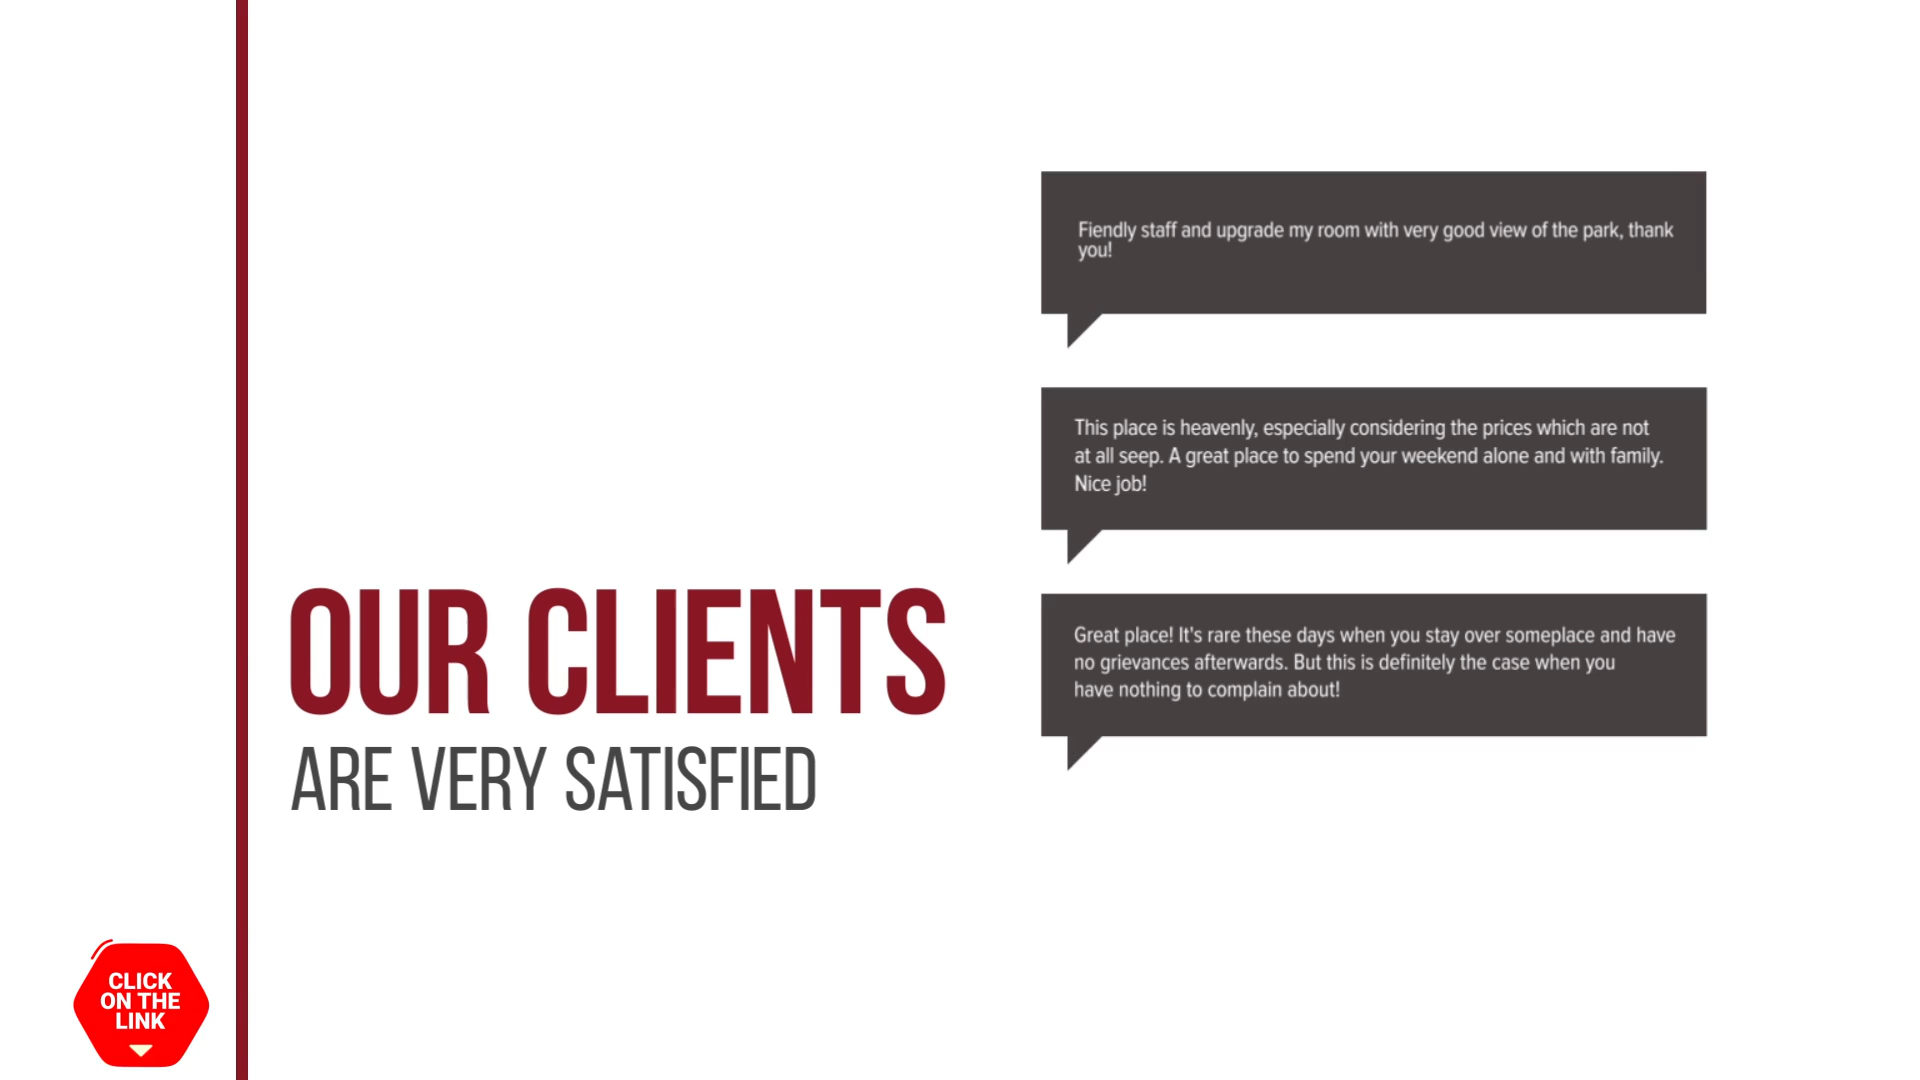 Fiendly staff and upgrade my room with very good view of the park, thank
you!
This place is heavenly, especially considering the prices which are not
at all seep. A great place to spend your weekend alone and with family.
Nice job!
Great place! It's rare these days when you stay over someplace and have
no grievances afterwards. But this is definitely the case when you
have nothing to complain about!
OUR CLIENTS
ARE VERY SATISFIED
CLICK
ON THE
LINK